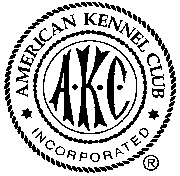 AMERICAN KENNEL CLUB
A·K·C
INCORPORATED
®